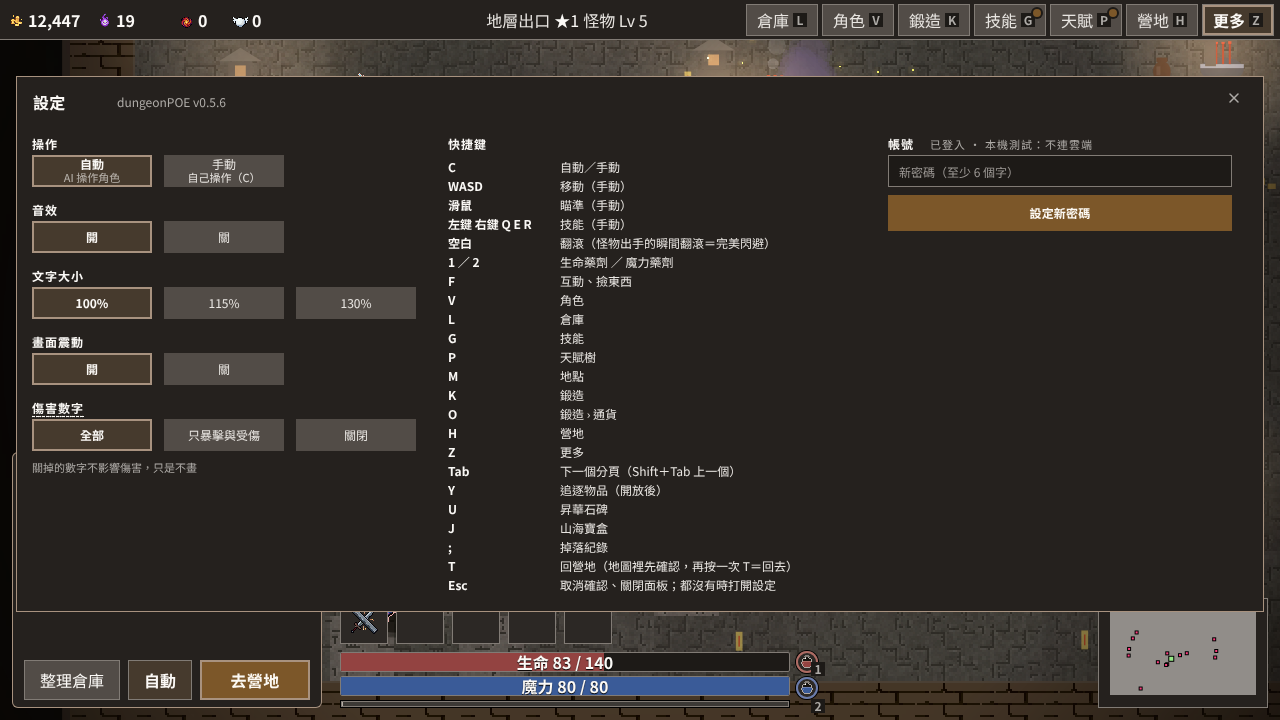 12,447 19 0 0 地層出口 ★1 怪物 Lv 5 倉庫 L 角色 V 鍛造 K 技能 G 天賦 P 營地 H 更多 Z
設定 dungeonPOE v0.5.6 ×
操作
自動
AI 操作角色
手動
自己操作（C）
音效
開 關
文字大小
100% 115% 130%
畫面震動
開 關
傷害數字
全部 只暴擊與受傷 關閉
關掉的數字不影響傷害，只是不畫
快捷鍵
C 自動／手動
WASD 移動（手動）
滑鼠 瞄準（手動）
左鍵 右鍵 Q E R 技能（手動）
空白 翻滾（怪物出手的瞬間翻滾＝完美閃避）
1 ／ 2 生命藥劑 ／ 魔力藥劑
F 互動、撿東西
V 角色
L 倉庫
G 技能
P 天賦樹
M 地點
K 鍛造
O 鍛造 › 通貨
H 營地
Z 更多
Tab 下一個分頁（Shift＋Tab 上一個）
Y 追逐物品（開放後）
U 昇華石碑
J 山海寶盒
; 掉落紀錄
T 回營地（地圖裡先確認，再按一次 T＝回去）
Esc 取消確認、關閉面板；都沒有時打開設定
帳號 已登入 · 本機測試：不連雲端
新密碼（至少 6 個字）
設定新密碼
整理倉庫 自動 去營地
生命 83 / 140 1
魔力 80 / 80 2